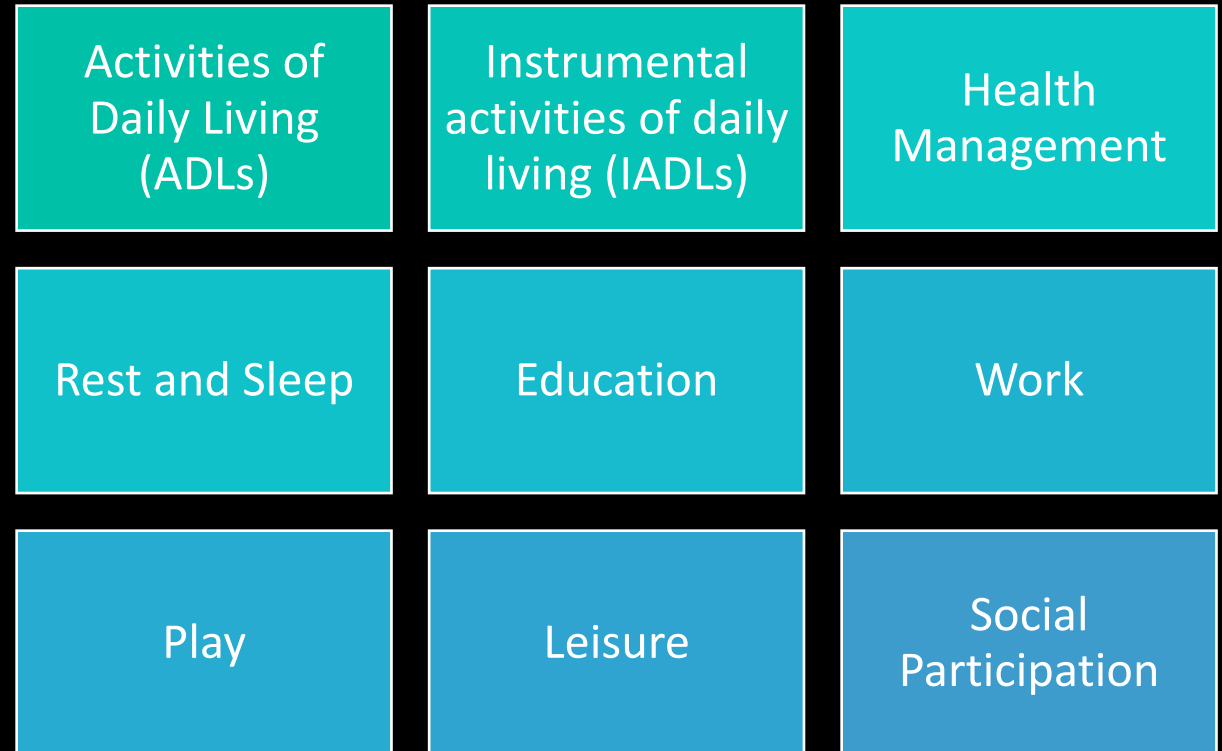 Activities of
Daily Living
(ADLs)
Instrumental
activities of daily
living (IADLs)
Health
Management
Rest and Sleep
Education
Work
Play
Leisure
Social
Participation